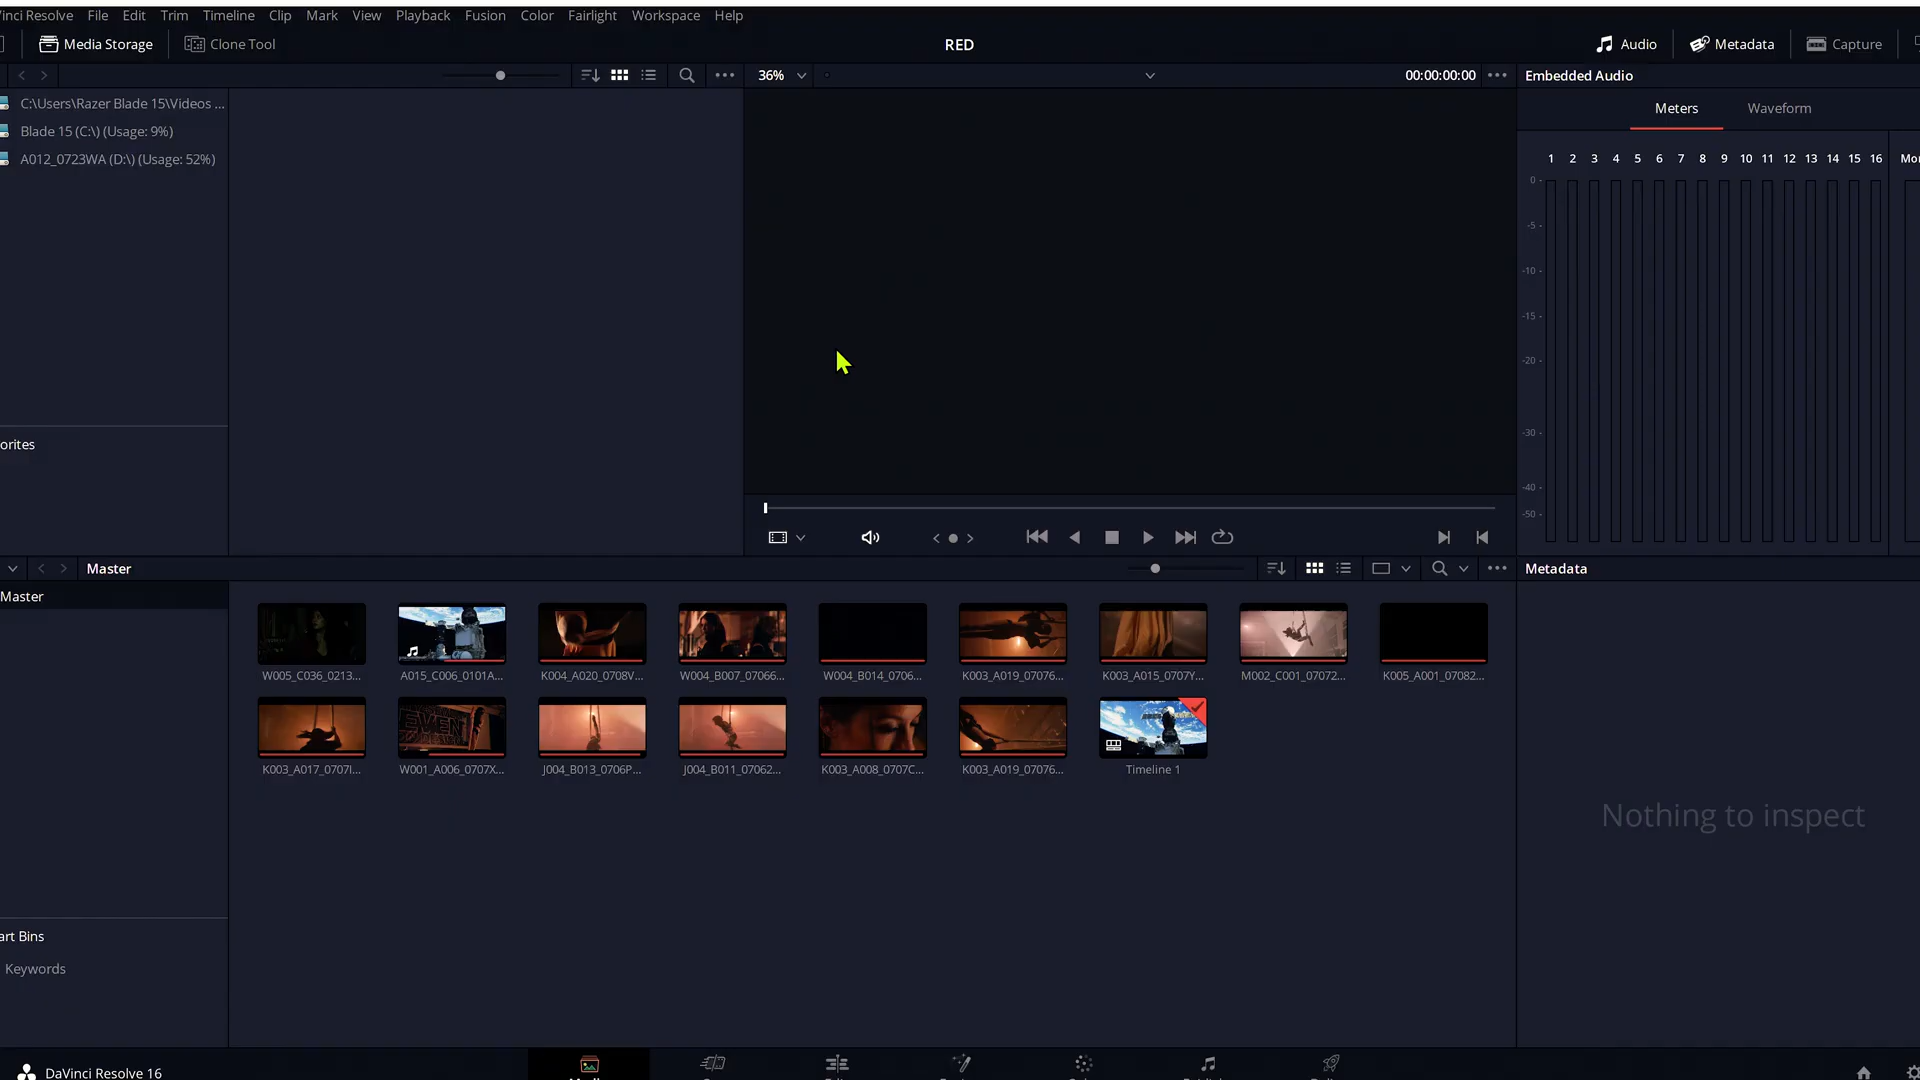 inci Resolve File Edit Trim Timeline Clip Mark View Playback Fusion Color Fairlight Workspace Help
Media Storage Clone Tool RED Audio Metadata Capture
36% 00:00:00:00 Embedded Audio
C:\Users\Razer Blade 15\Videos ...
Blade 15 (C:\) (Usage: 9%)
A012_0723WA (D:\) (Usage: 52%)
Meters Waveform
1 2 3 4 5 6 7 8 9 10 11 12 13 14 15 16 Mor
0 -
-5 -
-10 -
-15 -
-20 -
-30 -
-40 -
-50 -
orites
Master Metadata
Master
W005_C036_0213... A015_C006_0101A... K004_A020_0708V... W004_B007_07066... W004_B014_0706... K003_A019_07076... K003_A015_0707Y... M002_C001_07072... K005_A001_07082...
EVEN
K003_A017_0707I... W001_A006_0707X... J004_B013_0706P... J004_B011_07062... K003_A008_0707C... K003_A019_07076... Timeline 1
Nothing to inspect
art Bins
Keywords
DaVinci Resolve 16